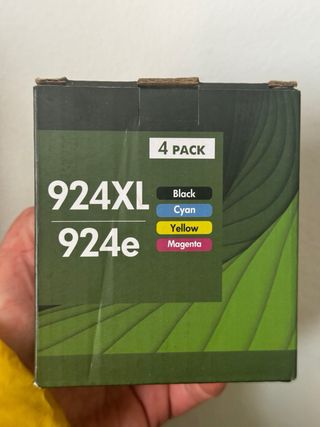 4 PACK
924XL
924e
Black
Cyan
Yellow
Magenta